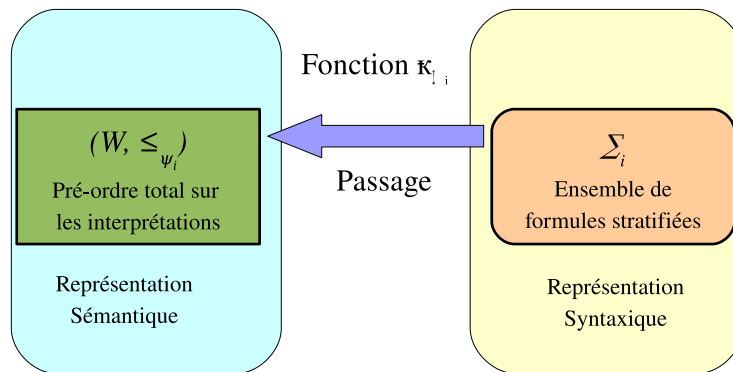 Fonction κ i
(W, ≤ψi)
Pré-ordre total sur
les interprétations
Passage
Σi
Ensemble de
formules stratifiées
Représentation
Sémantique
Représentation
Syntaxique